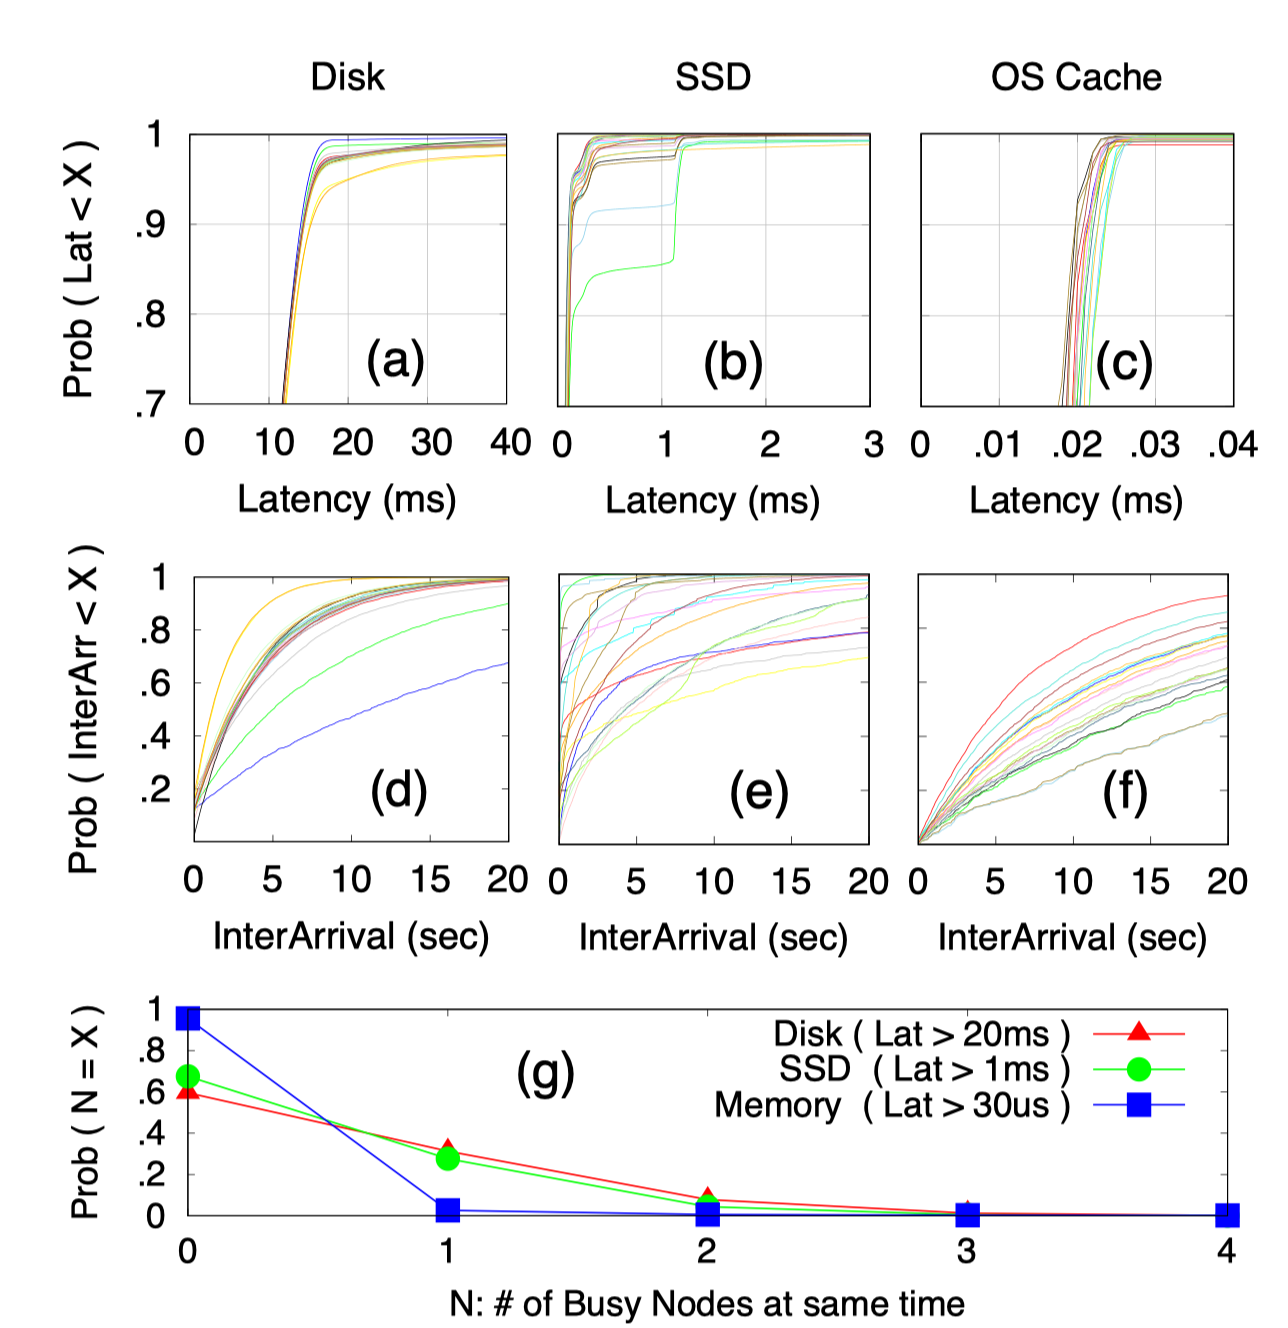 Disk SSD OS Cache
Prob ( Lat < X )
1
.9
.8
.7
(a) (b) (c)
0 10 20 30 40 0 1 2 3 0 .01 .02 .03 .04
Latency (ms) Latency (ms) Latency (ms)
Prob ( InterArr < X )
1
.8
.6
.4
.2
(d) (e) (f)
0 5 10 15 20 0 5 10 15 20 0 5 10 15 20
InterArrival (sec) InterArrival (sec) InterArrival (sec)
Prob ( N = X )
1
.8
.6
.4
.2
0
(g)
Disk ( Lat > 20ms )
SSD ( Lat > 1ms )
Memory ( Lat > 30us )
0 1 2 3 4
N: # of Busy Nodes at same time